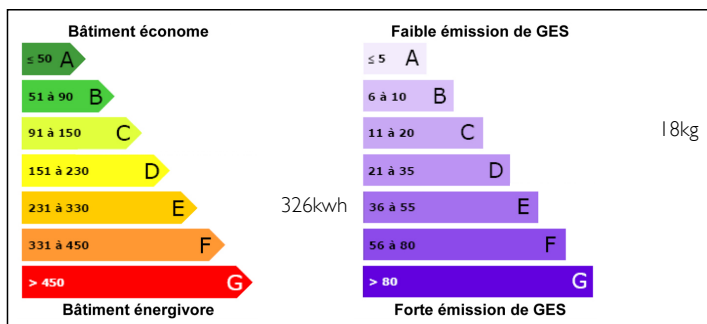 Bâtiment économe
≤ 50 A
51 à 90 B
91 à 150 C
151 à 230 D
231 à 330 E
326kwh
331 à 450 F
> 450 G
Bâtiment énergivore
Faible émission de GES
≤ 5 A
6 à 10 B
11 à 20 C
18kg
21 à 35 D
36 à 55 E
56 à 80 F
> 80 G
Forte émission de GES